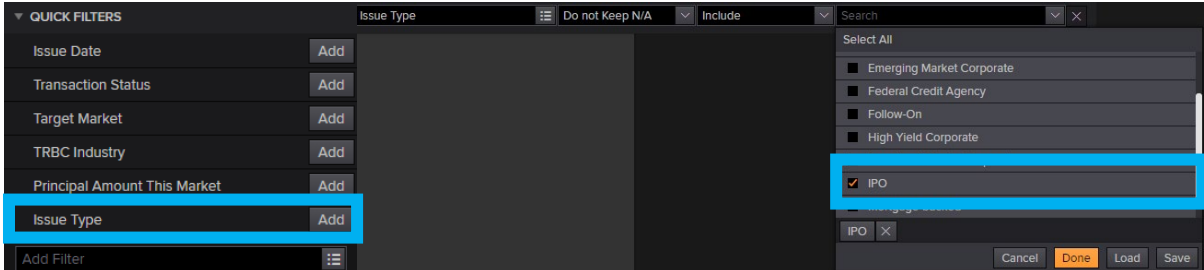 QUICK FILTERS
Issue Date Add
Transaction Status Add
Target Market Add
TRBC Industry Add
Principal Amount This Market Add
Issue Type Add
Add Filter
Issue Type Do not Keep N/A Include Search
Select All
Emerging Market Corporate
Federal Credit Agency
Follow-On
High Yield Corporate
IPO
IPO
Cancel Done Load Save